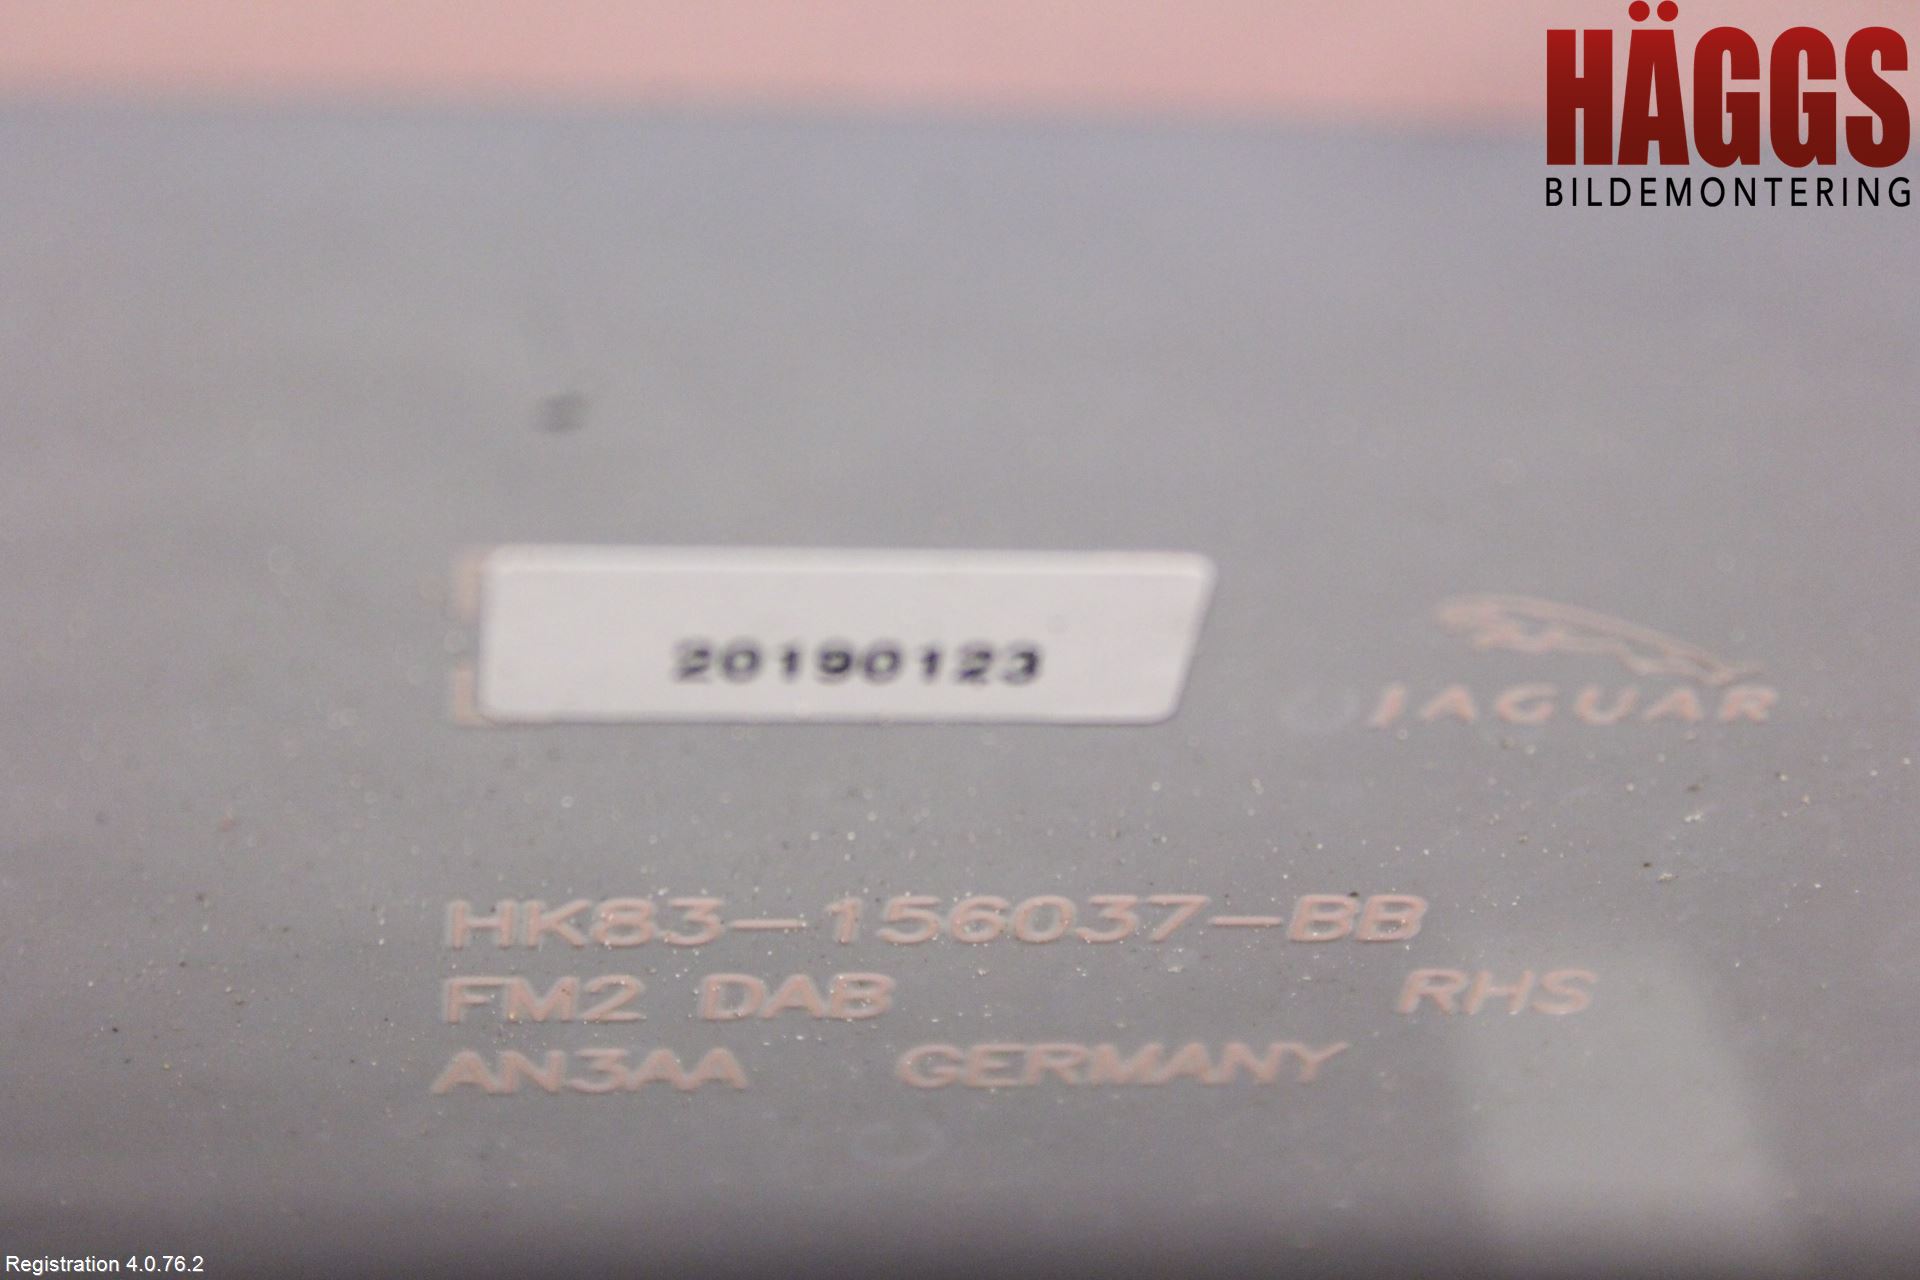 HÄGGS
BILDEMONTERING
20190123
JAGUAR
HK83-156037-BB
FM2 DAB RHS
AN3AA GERMANY
Registration 4.0.76.2